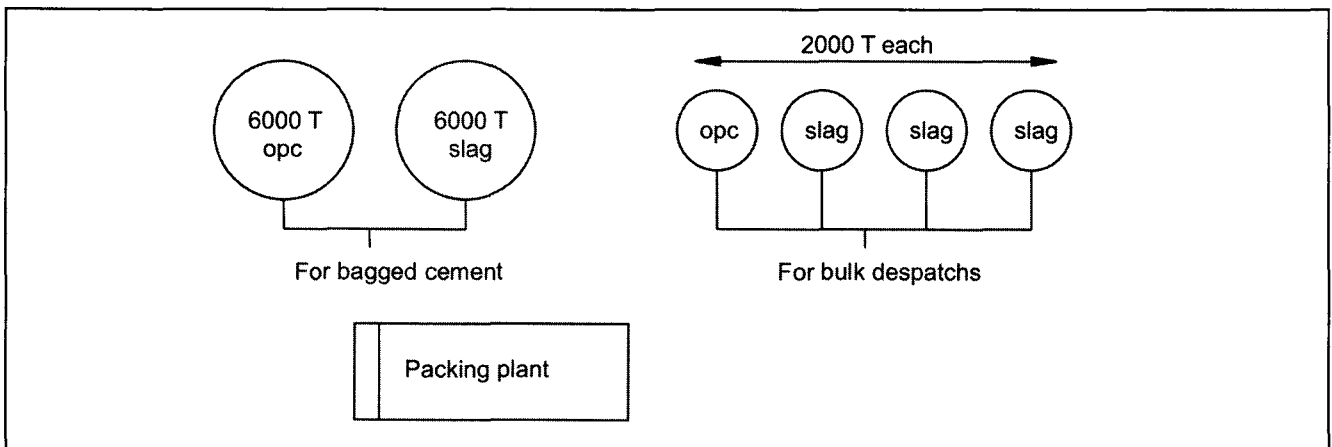 2000 T each
6000 T
opc
6000 T
slag
opc
slag
slag
slag
For bagged cement
For bulk despatchs
Packing plant